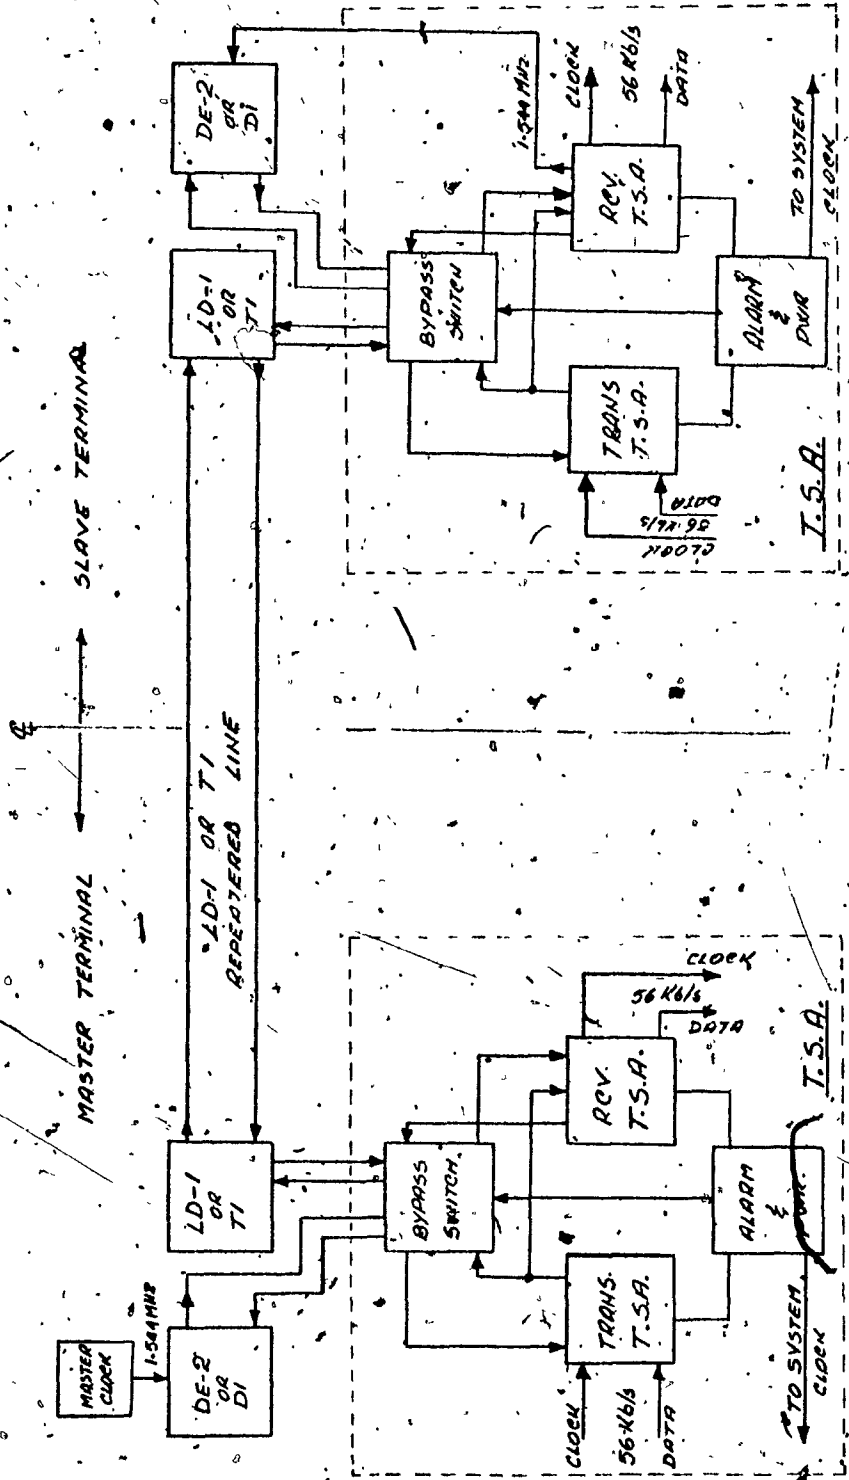 MASTER TERMINAL
SLAVE TERMINAL
MASTER
CLOCK
1.544 MHZ
DE-2
OR
D1
LD-1
OR
T1
LD-1 OR T1
REPEATERED LINE
LD-1
OR
T1
DE-2
OR
D1
BYPASS
SWITCH.
TRANS.
T.S.A.
RCV.
T.S.A.
ALARM
&
PWR.
CLOCK
56 Kb/s
DATA
CLOCK
56 Kb/s
DATA
TO SYSTEM
CLOCK
T.S.A.
BYPASS
SWITCH
TRANS
T.S.A.
RCV.
T.S.A.
ALARM
&
PWR
CLOCK
56 Kb/s
DATA
1.544 MHZ
CLOCK
56 Kb/s
DATA
TO SYSTEM
CLOCK
T.S.A.